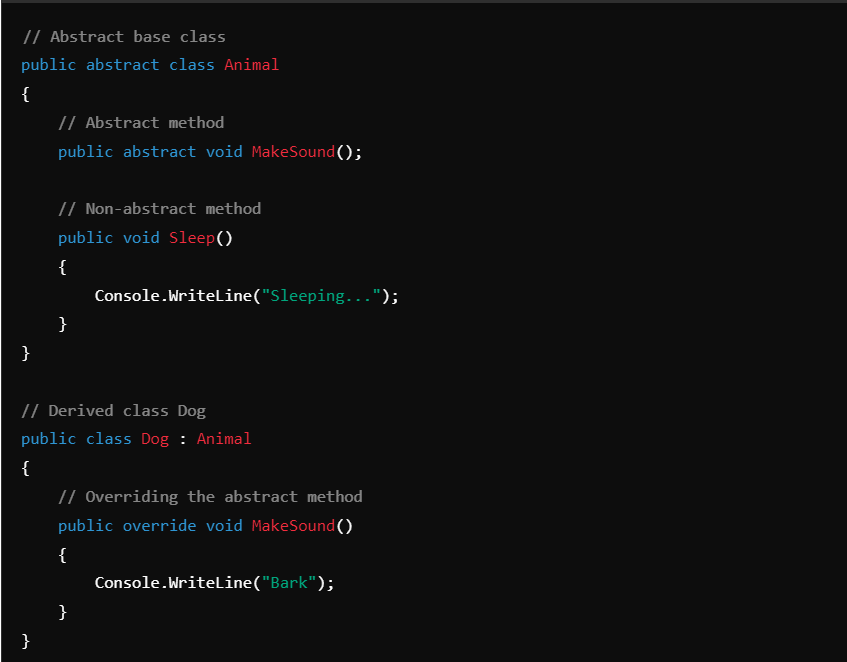 // Abstract base class
public abstract class Animal
{
    // Abstract method
    public abstract void MakeSound();

    // Non-abstract method
    public void Sleep()
    {
        Console.WriteLine("Sleeping...");
    }
}

// Derived class Dog
public class Dog : Animal
{
    // Overriding the abstract method
    public override void MakeSound()
    {
        Console.WriteLine("Bark");
    }
}